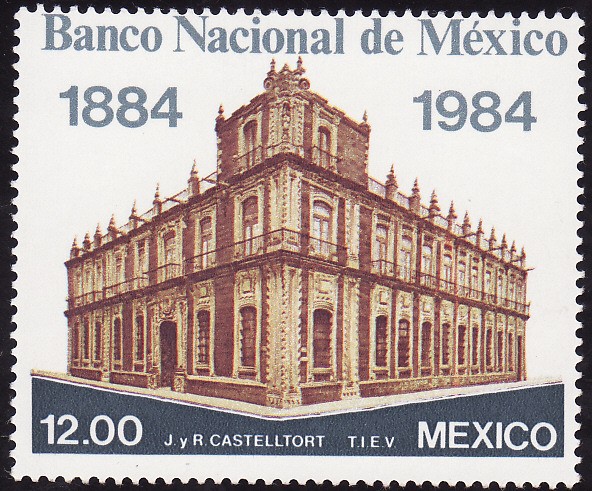 Banco Nacional de México
1884 1984
12.00 J. y R. CASTELLTORT T.I.E.V MEXICO